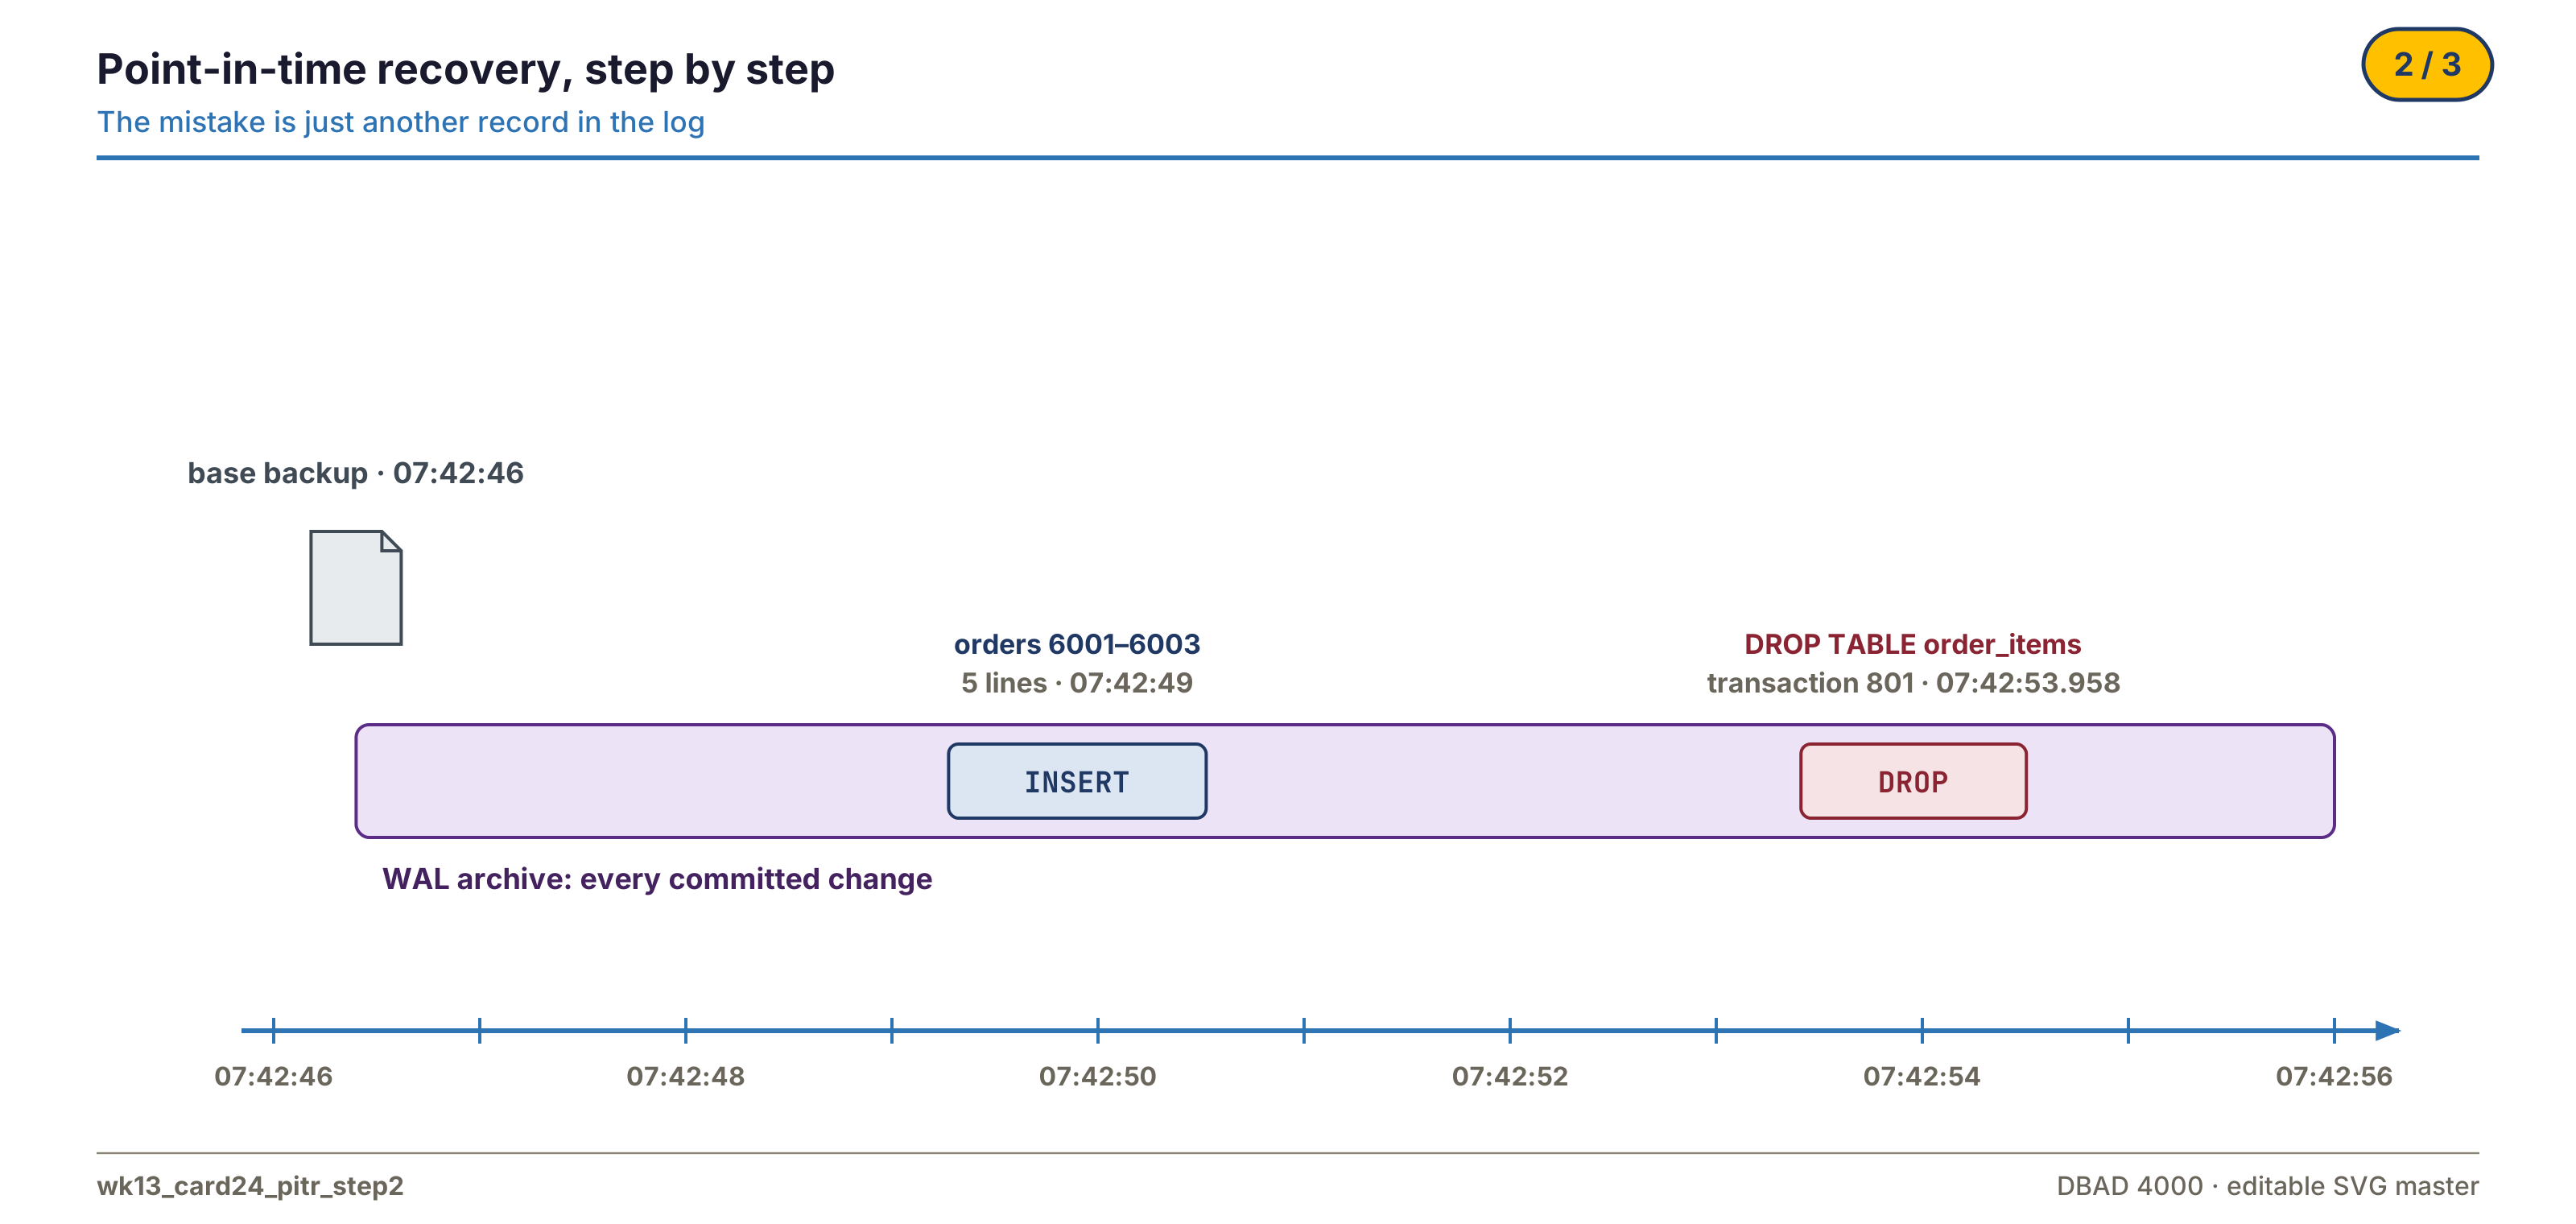 Point-in-time recovery, step by step
2 / 3
The mistake is just another record in the log
base backup · 07:42:46
orders 6001–6003
5 lines · 07:42:49
DROP TABLE order_items
transaction 801 · 07:42:53.958
INSERT
DROP
WAL archive: every committed change
07:42:46
07:42:48
07:42:50
07:42:52
07:42:54
07:42:56
wk13_card24_pitr_step2
DBAD 4000 · editable SVG master